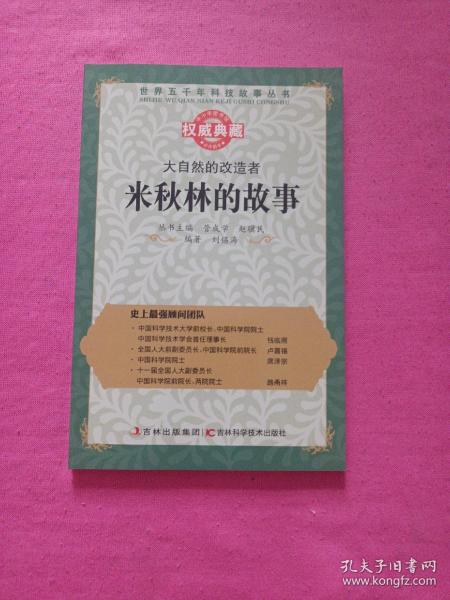 世界五千年科技故事丛书
SHIJIE WUQIAN NIAN KEJI GUSHI CONGSHU
权威典藏
大自然的改造者
米秋林的故事
丛书主编 管成学 赵骥民
编著 刘锡涛
史上最强顾问团队
· 中国科学技术大学前校长、中国科学院院士
中国科学技术学会首任理事长 钱临照
· 全国人大前副委员长、中国科学院前院长 卢嘉锡
· 中国科学院院士 席泽宗
· 十一届全国人大副委员长
中国科学院前院长、两院院士 路甬祥
吉林出版集团 吉林科学技术出版社
孔夫子旧书网
www.kongfz.com